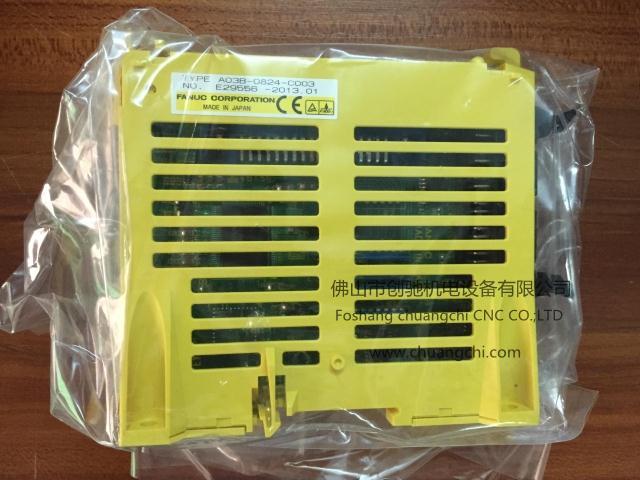 TYPE A03B-0824-C003
NO. E29556 -2013.01
FANUC CORPORATION CE
MADE IN JAPAN
佛山市创驰机电设备有限公司
Foshang chuangchi CNC CO.;LTD
www.chuangchi.com